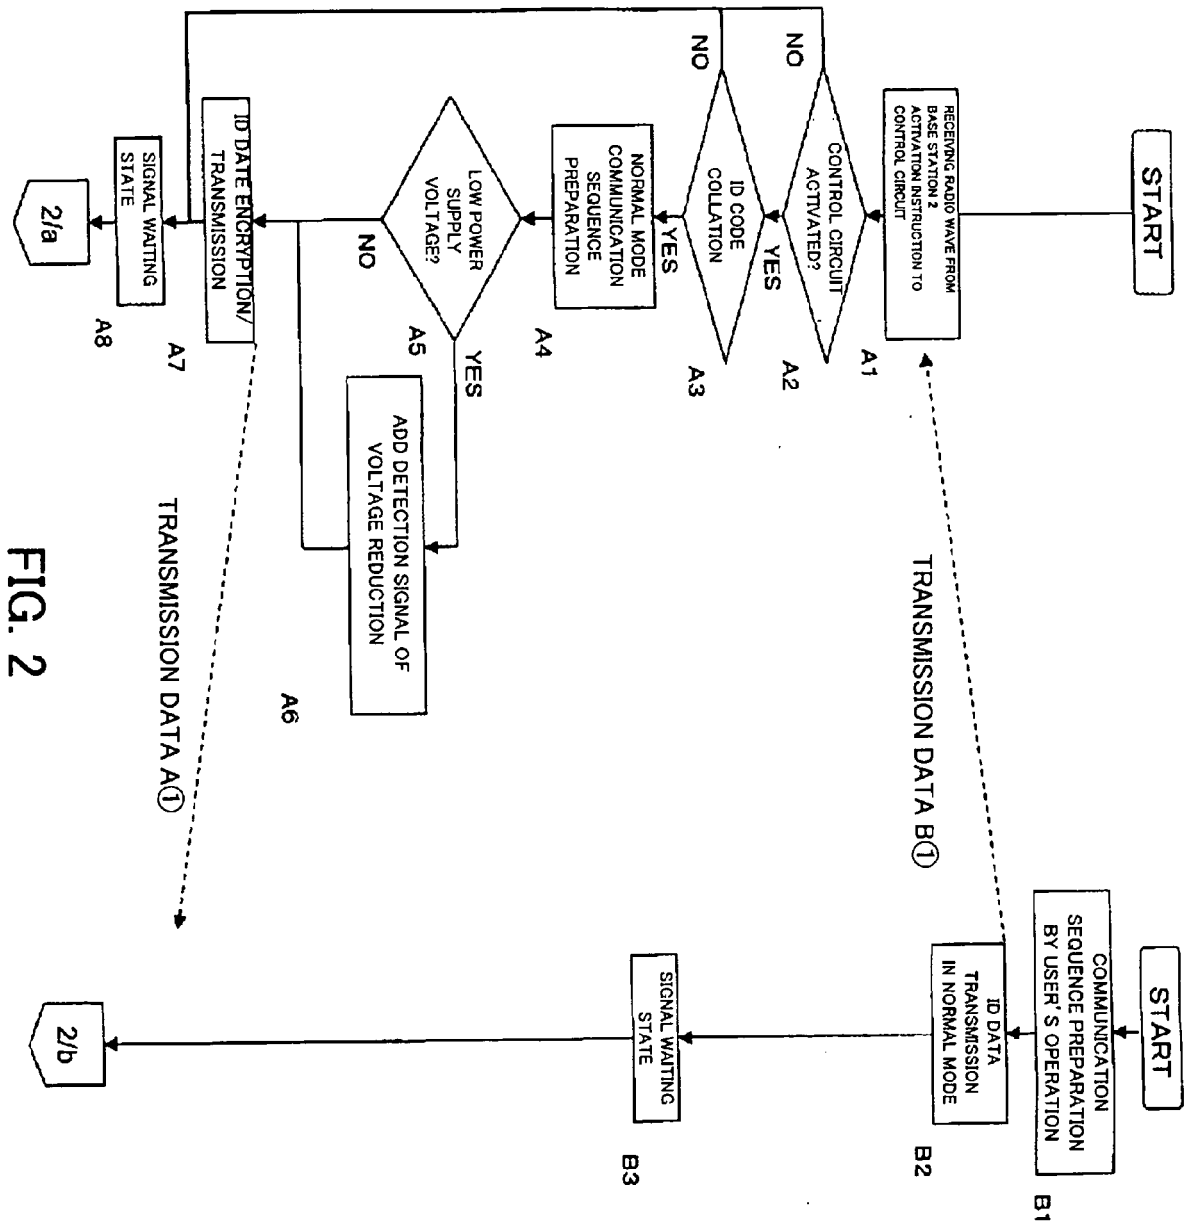 START
RECEIVING RADIO WAVE FROM
BASE STATION 2
ACTIVATION INSTRUCTION TO
CONTROL CIRCUIT
A1
CONTROL CIRCUIT
ACTIVATED?
NO
YES
A2
ID CODE
COLLATION
NO
YES
A3
NORMAL MODE
COMMUNICATION
SEQUENCE
PREPARATION
A4
LOW POWER
SUPPLY
VOLTAGE?
NO
YES
A5
ADD DETECTION SIGNAL OF
VOLTAGE REDUCTION
A6
ID DATE ENCRYPTION/
TRANSMISSION
A7
SIGNAL WAITING
STATE
A8
2/a
TRANSMISSION DATA B①
TRANSMISSION DATA A①
START
COMMUNICATION
SEQUENCE PREPARATION
BY USER'S OPERATION
B1
ID DATA
TRANSMISSION
IN NORMAL MODE
B2
SIGNAL WAITING
STATE
B3
2/b
FIG. 2